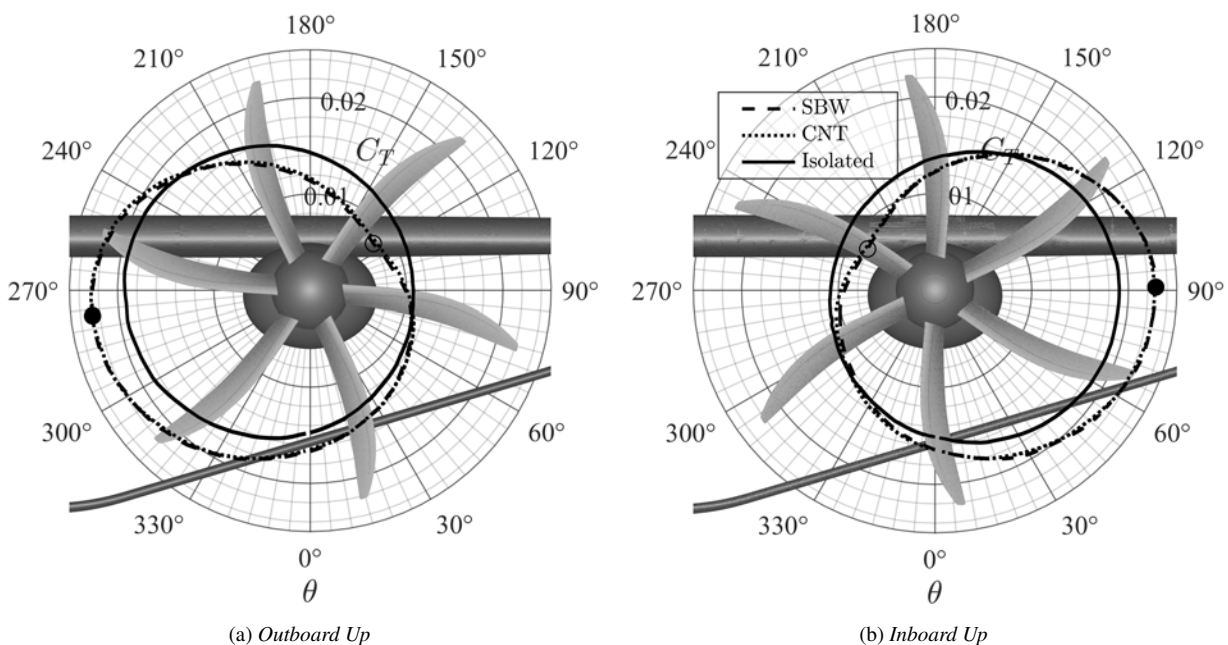 180°
210° 150°
0.02
240° C_T 120°
0.01
270° 90°
300° 60°
330° 30°
0°
θ
(a) Outboard Up
180°
210° 150°
SBW 0.02
CNT
240° Isolated C_T 120°
01
270° 90°
300° 60°
330° 30°
0°
θ
(b) Inboard Up